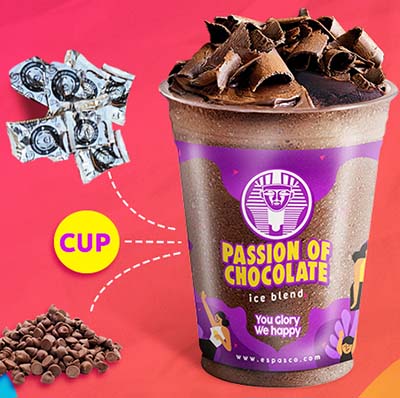 CUP
PASSION OF
CHOCOLATE
ice blend
You Glory
We happy
www.espasco.com